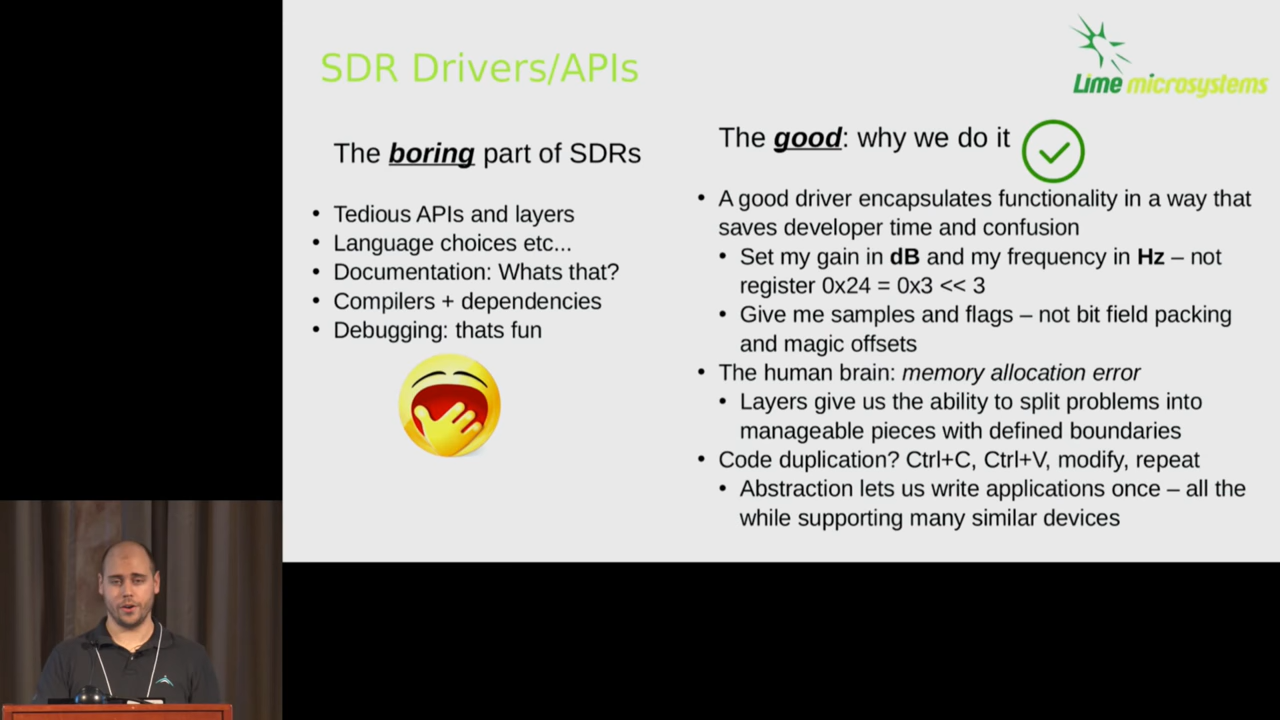 SDR Drivers/APIs
Lime microsystems
The boring part of SDRs
• Tedious APIs and layers
• Language choices etc...
• Documentation: Whats that?
• Compilers + dependencies
• Debugging: thats fun
The good: why we do it
• A good driver encapsulates functionality in a way that
saves developer time and confusion
• Set my gain in dB and my frequency in Hz – not
register 0x24 = 0x3 << 3
• Give me samples and flags – not bit field packing
and magic offsets
• The human brain: memory allocation error
• Layers give us the ability to split problems into
manageable pieces with defined boundaries
• Code duplication? Ctrl+C, Ctrl+V, modify, repeat
• Abstraction lets us write applications once – all the
while supporting many similar devices